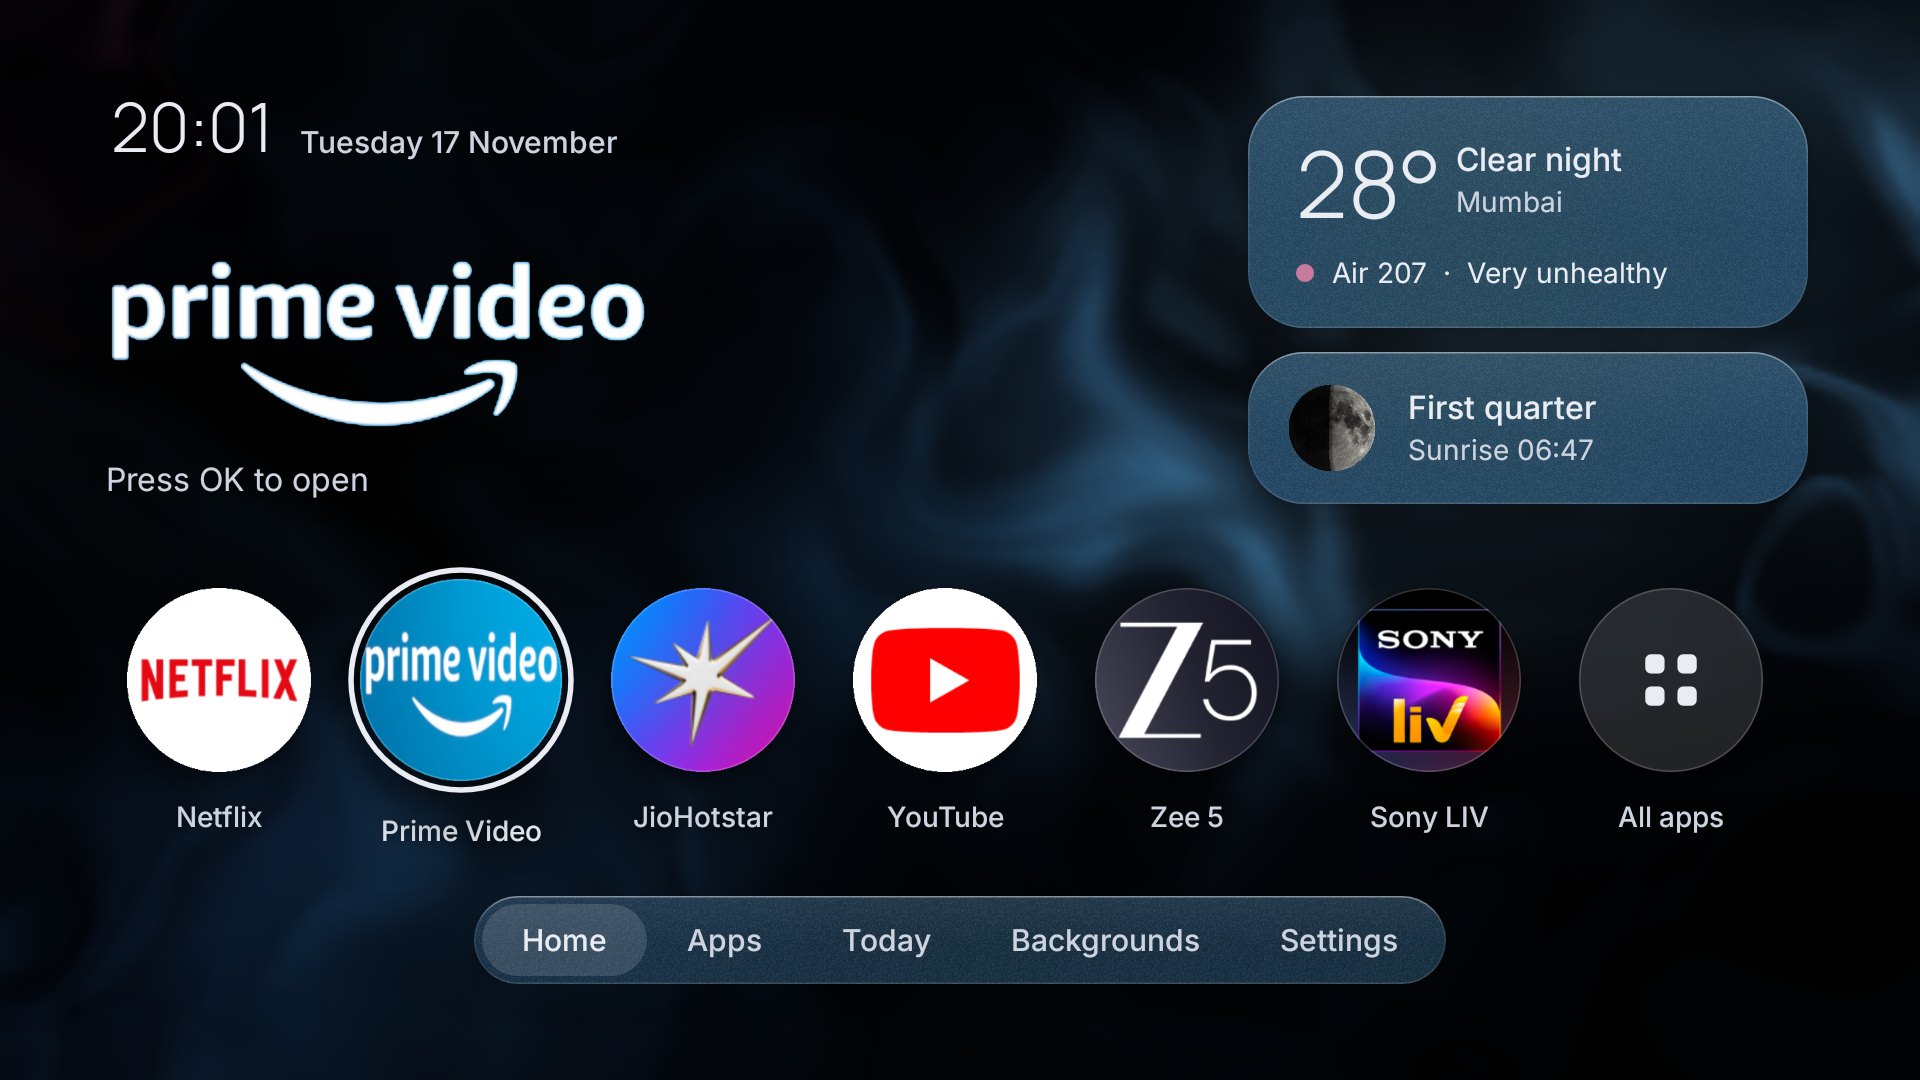 20:01 Tuesday 17 November
prime video
Press OK to open
28° Clear night
Mumbai
Air 207 · Very unhealthy
First quarter
Sunrise 06:47
NETFLIX
prime video
Z5
SONY
liv
Netflix
Prime Video
JioHotstar
YouTube
Zee 5
Sony LIV
All apps
Home
Apps
Today
Backgrounds
Settings